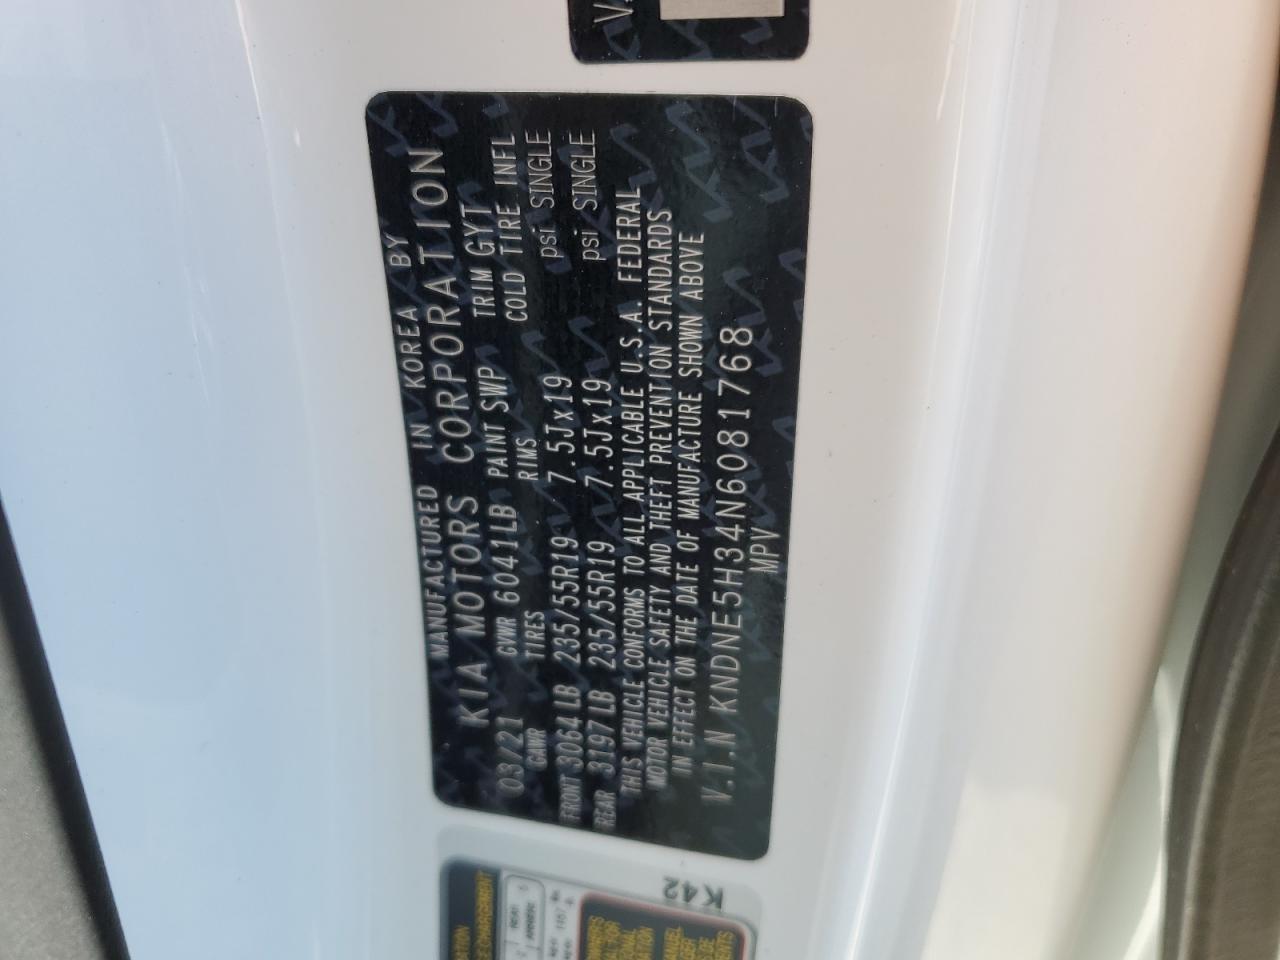 MANUFACTURED IN KOREA BY
KIA MOTORS CORPORATION
03/21 GVWR 6041LB PAINT SWP TRIM GYT
GAWR TIRES RIMS COLD TIRE INFL
FRONT 3064LB 235/55R19 7.5Jx19 psi SINGLE
REAR 3197LB 235/55R19 7.5Jx19 psi SINGLE
THIS VEHICLE CONFORMS TO ALL APPLICABLE U.S.A. FEDERAL
MOTOR VEHICLE SAFETY AND THEFT PREVENTION STANDARDS
IN EFFECT ON THE DATE OF MANUFACTURE SHOWN ABOVE
V.I.N KNDNE5H34N6081768
MPV
K42